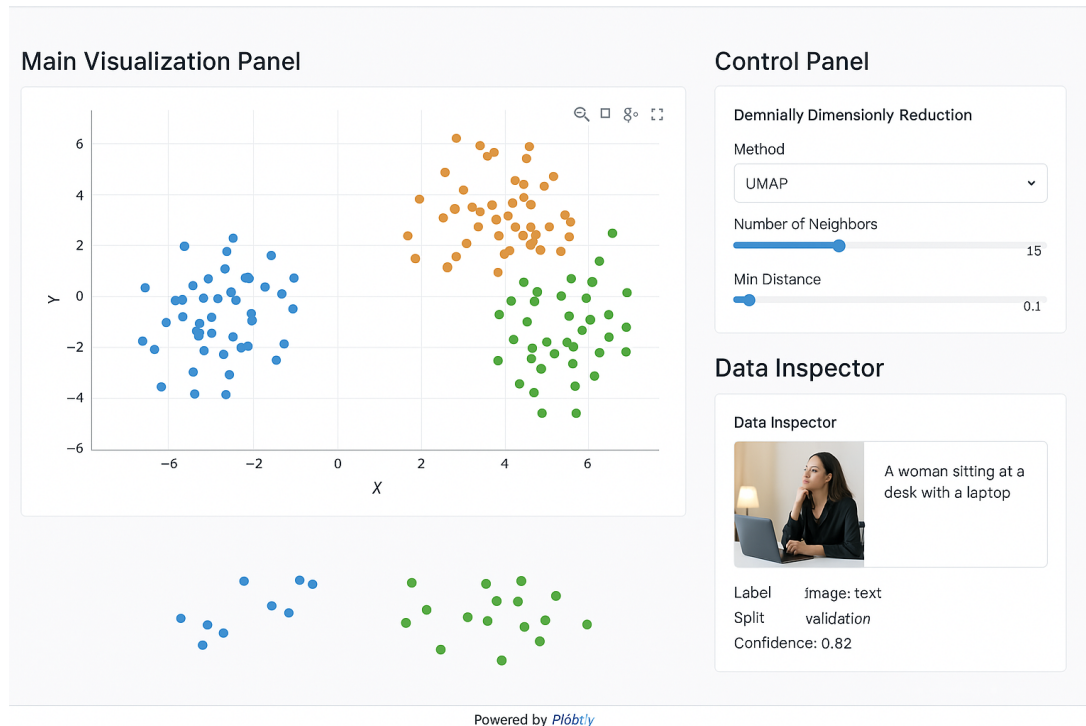 Main Visualization Panel
6
4
2
0
−2
−4
−6
Y
−6
−2
0
2
4
6
X
Control Panel
Demnially Dimensionly Reduction
Method
UMAP
Number of Neighbors
15
Min Distance
0.1
Data Inspector
Data Inspector
A woman sitting at a
desk with a laptop
Label image: text
Split validation
Confidence: 0.82
Powered by Plóbtly